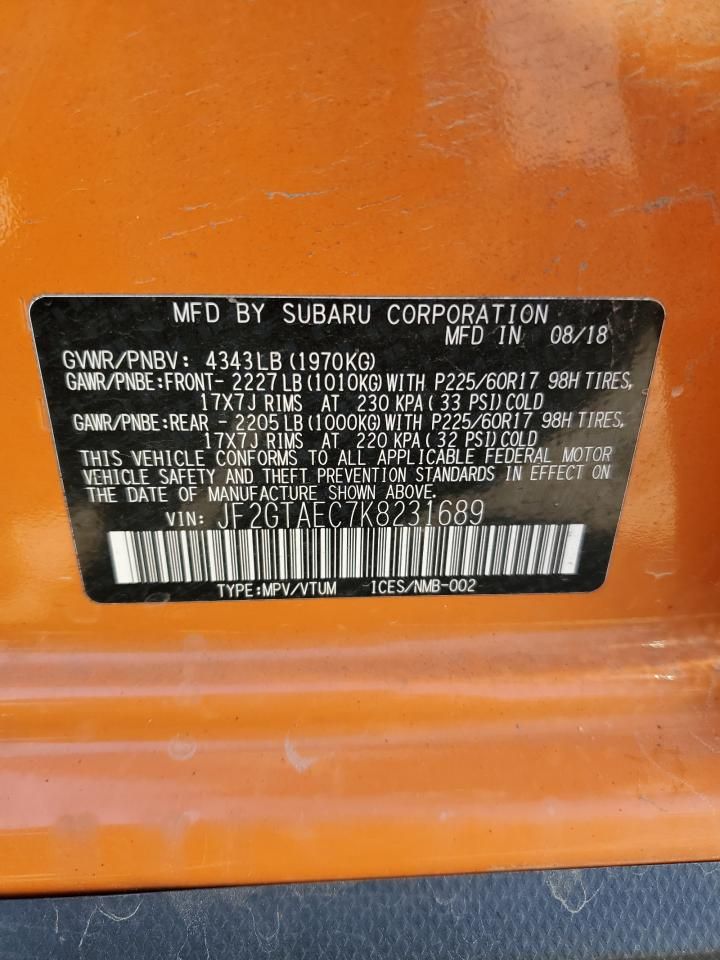 MFD BY SUBARU CORPORATION
MFD IN 08/18
GVWR/PNBV: 4343LB (1970KG)
GAWR/PNBE:FRONT- 2227LB (1010KG) WITH P225/60R17 98H TIRES,
17X7J RIMS AT 230 KPA (33 PSI) COLD
GAWR/PNBE:REAR - 2205LB (1000KG) WITH P225/60R17 98H TIRES,
17X7J RIMS AT 220 KPA (32 PSI) COLD
THIS VEHICLE CONFORMS TO ALL APPLICABLE FEDERAL MOTOR
VEHICLE SAFETY AND THEFT PREVENTION STANDARDS IN EFFECT ON
THE DATE OF MANUFACTURE SHOWN ABOVE.
VIN: JF2GTAEC7K8231689
TYPE:MPV/VTUM ICES/NMB-002